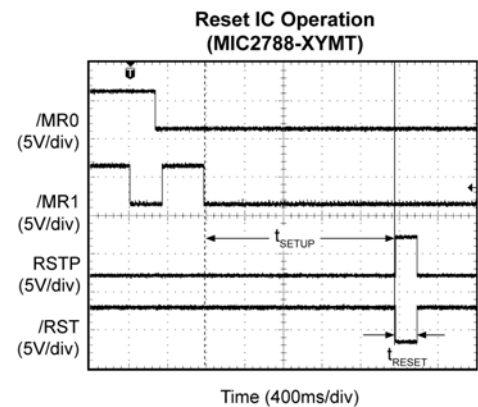 Reset IC Operation
(MIC2788-XYMT)
T
/MR0
(5V/div)
/MR1
(5V/div)
tSETUP
RSTP
(5V/div)
/RST
(5V/div)
tRESET
Time (400ms/div)